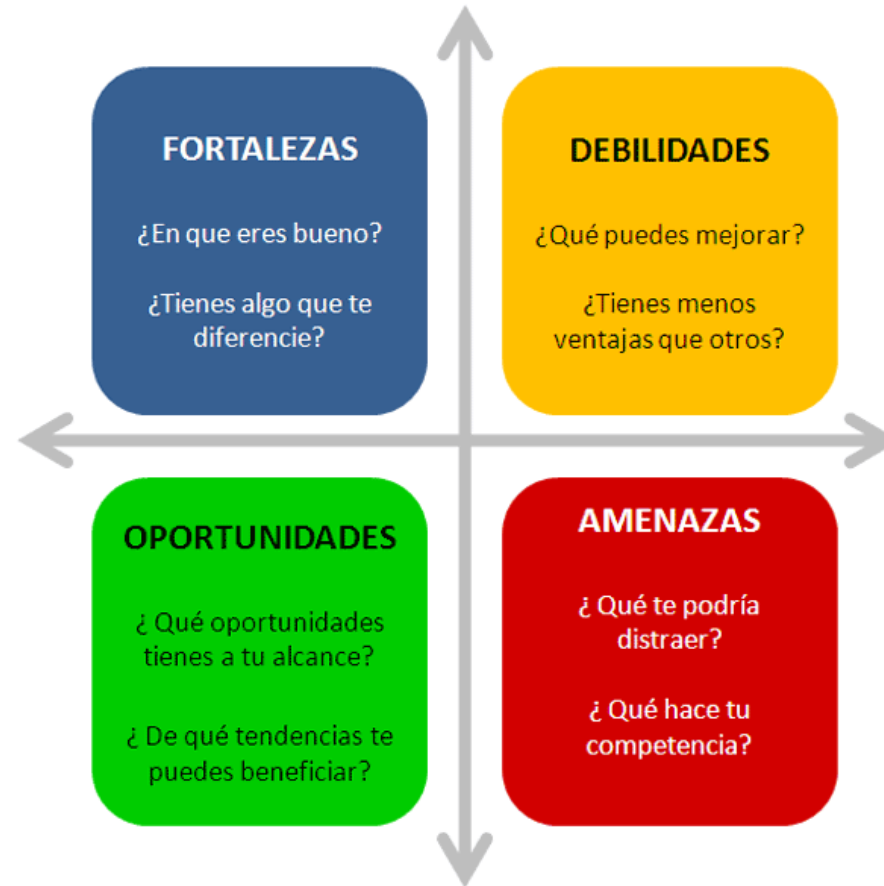 FORTALEZAS
¿En que eres bueno?
¿Tienes algo que te
diferencie?
DEBILIDADES
¿Qué puedes mejorar?
¿Tienes menos
ventajas que otros?
OPORTUNIDADES
¿ Qué oportunidades
tienes a tu alcance?
¿ De qué tendencias te
puedes beneficiar?
AMENAZAS
¿ Qué te podría
distraer?
¿ Qué hace tu
competencia?